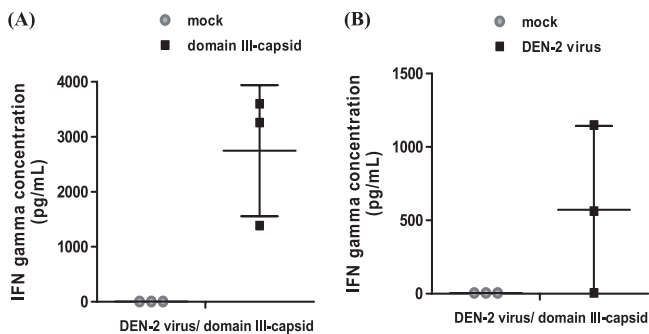 (A)
mock
domain III-capsid
IFN gamma concentration
(pg/mL)
4000
3000
2000
1000
0
DEN-2 virus/ domain III-capsid
(B)
mock
DEN-2 virus
IFN gamma concentration
(pg/mL)
1500
1000
500
0
DEN-2 virus/ domain III-capsid